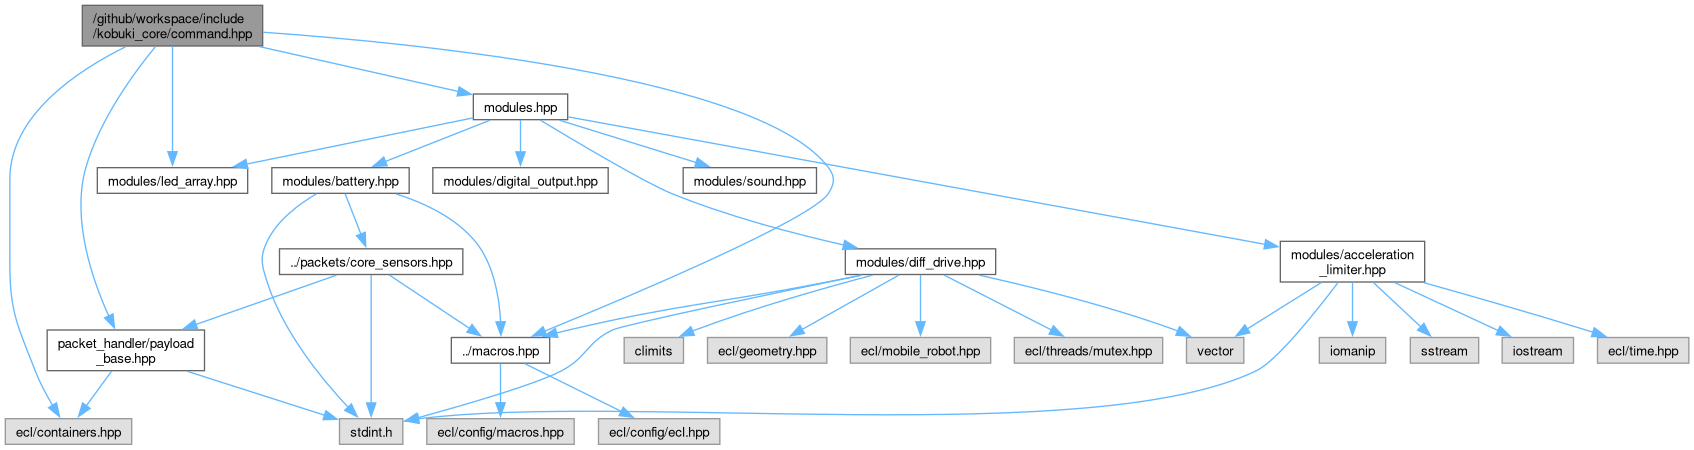 /github/workspace/include
/kobuki_core/command.hpp
modules.hpp
modules/led_array.hpp
modules/battery.hpp
modules/digital_output.hpp
modules/sound.hpp
../packets/core_sensors.hpp
modules/diff_drive.hpp
modules/acceleration
_limiter.hpp
packet_handler/payload
_base.hpp
../macros.hpp
climits
ecl/geometry.hpp
ecl/mobile_robot.hpp
ecl/threads/mutex.hpp
vector
iomanip
sstream
iostream
ecl/time.hpp
ecl/containers.hpp
stdint.h
ecl/config/macros.hpp
ecl/config/ecl.hpp